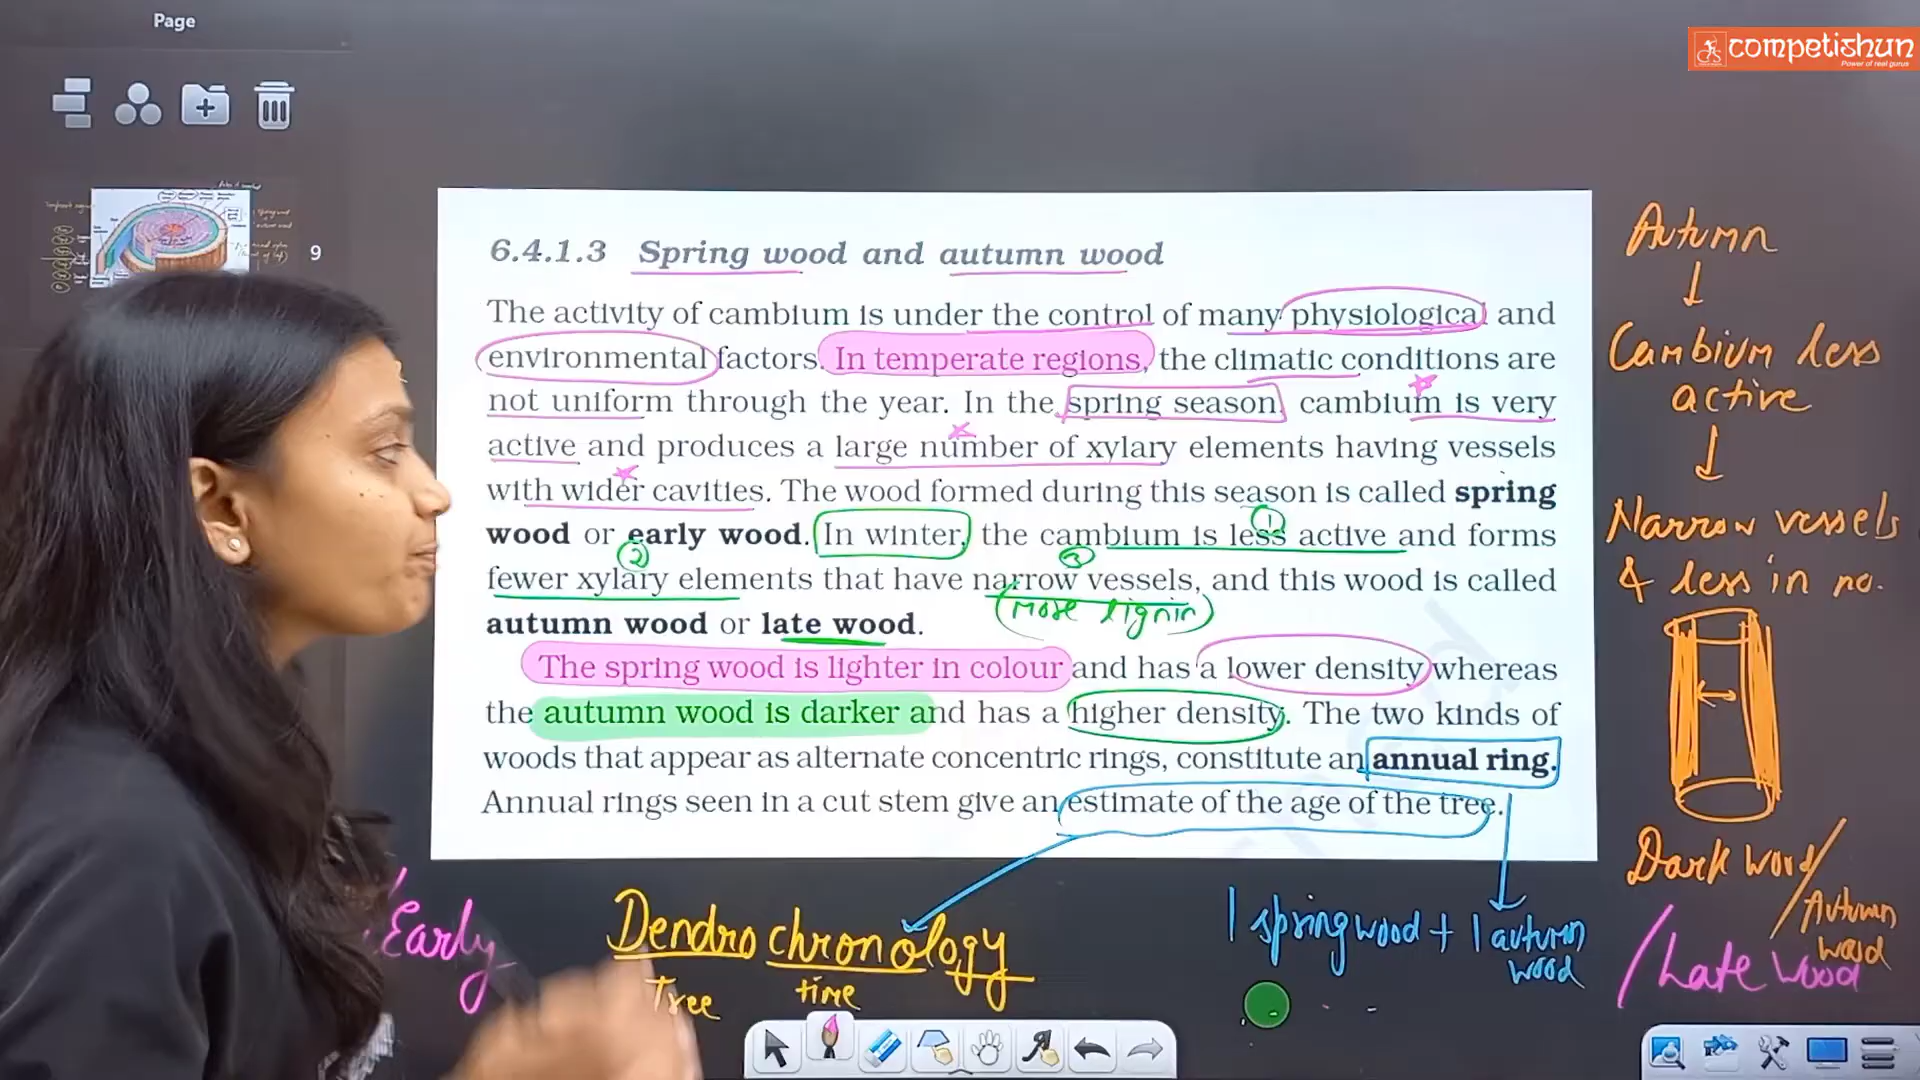 Page
competishun
Power of real gurus
9
6.4.1.3 Spring wood and autumn wood
The activity of cambium is under the control of many physiological and
environmental factors. In temperate regions, the climatic conditions are
not uniform through the year. In the spring season, cambium is very
active and produces a large number of xylary elements having vessels
with wider cavities. The wood formed during this season is called spring
wood or early wood. In winter, the cambium is less active and forms
fewer xylary elements that have narrow vessels, and this wood is called
autumn wood or late wood.
The spring wood is lighter in colour and has a lower density whereas
the autumn wood is darker and has a higher density. The two kinds of
woods that appear as alternate concentric rings, constitute an annual ring.
Annual rings seen in a cut stem give an estimate of the age of the tree.
1
2
3
(more lignin)
Autumn
Cambium less
active
Narrow vessels
& less in no.
Dark wood/
Autumn
wood
/Late wood
/Early
Dendrochronology
Tree time
1 spring wood + 1 autumn
wood